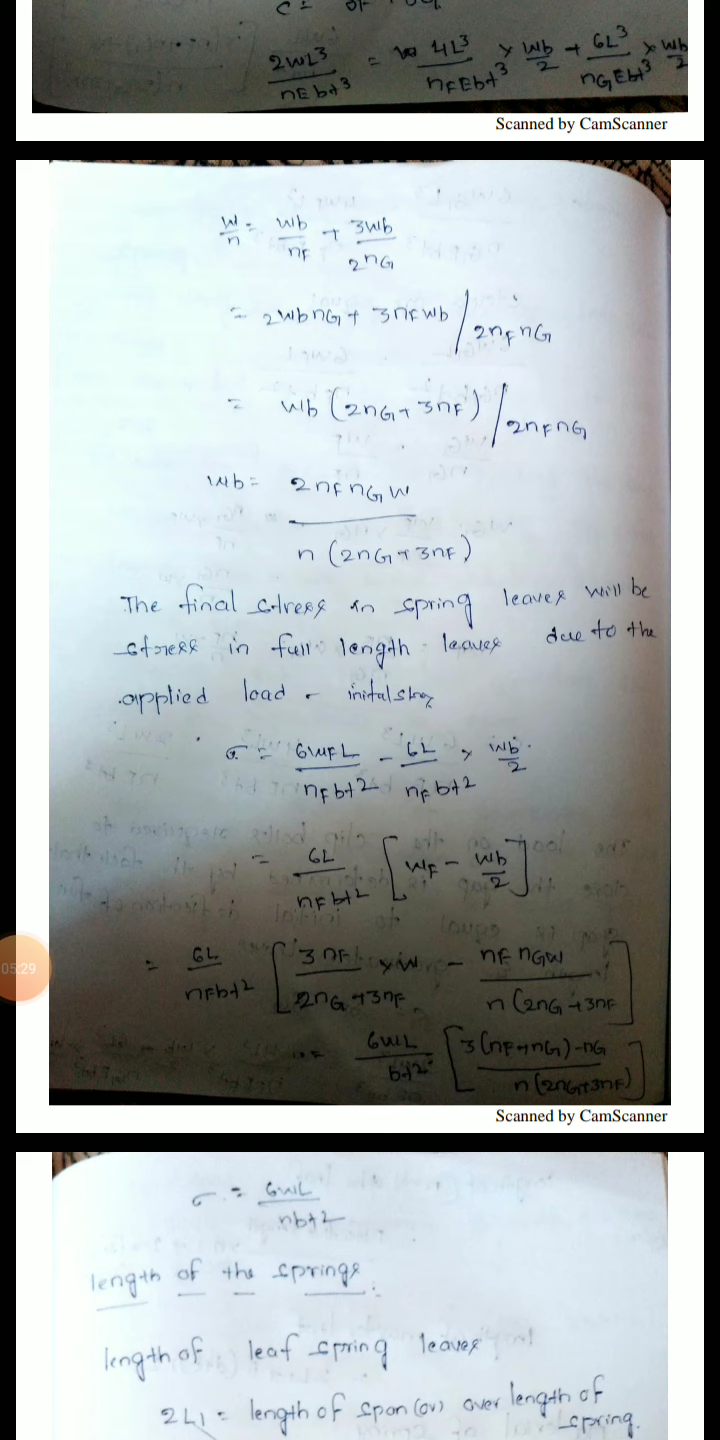 2WL³/nEbt³ = 4L³/nFEbt³ × Wb/2 + 6L³/nGEbt³ × Wb/2
Scanned by CamScanner
W/n = Wb/nF + 3Wb/2nG
= 2WbnG + 3nFWb / 2nFnG
= Wb (2nG + 3nF) / 2nFnG
Wb = 2nFnGW / n (2nG + 3nF)
The final stress in spring leaves will be
stress in full length leaves due to the
applied load - inital stress
σ = 6WFL/nFbt² - 6L/nFbt² × Wb/2
= 6L/nFbt² [WF - Wb/2]
05:29
= 6L/nFbt² [3nF/2nG+3nF × W - nFnGW/n(2nG+3nF]
= 6WL/bt² [3(nF+nG)-nG/n(2nG+3nF)]
Scanned by CamScanner
σ = 6WL/nbt²
length of the springs.
length of leaf spring leaves
2L1 = length of span (or) over length of
spring.